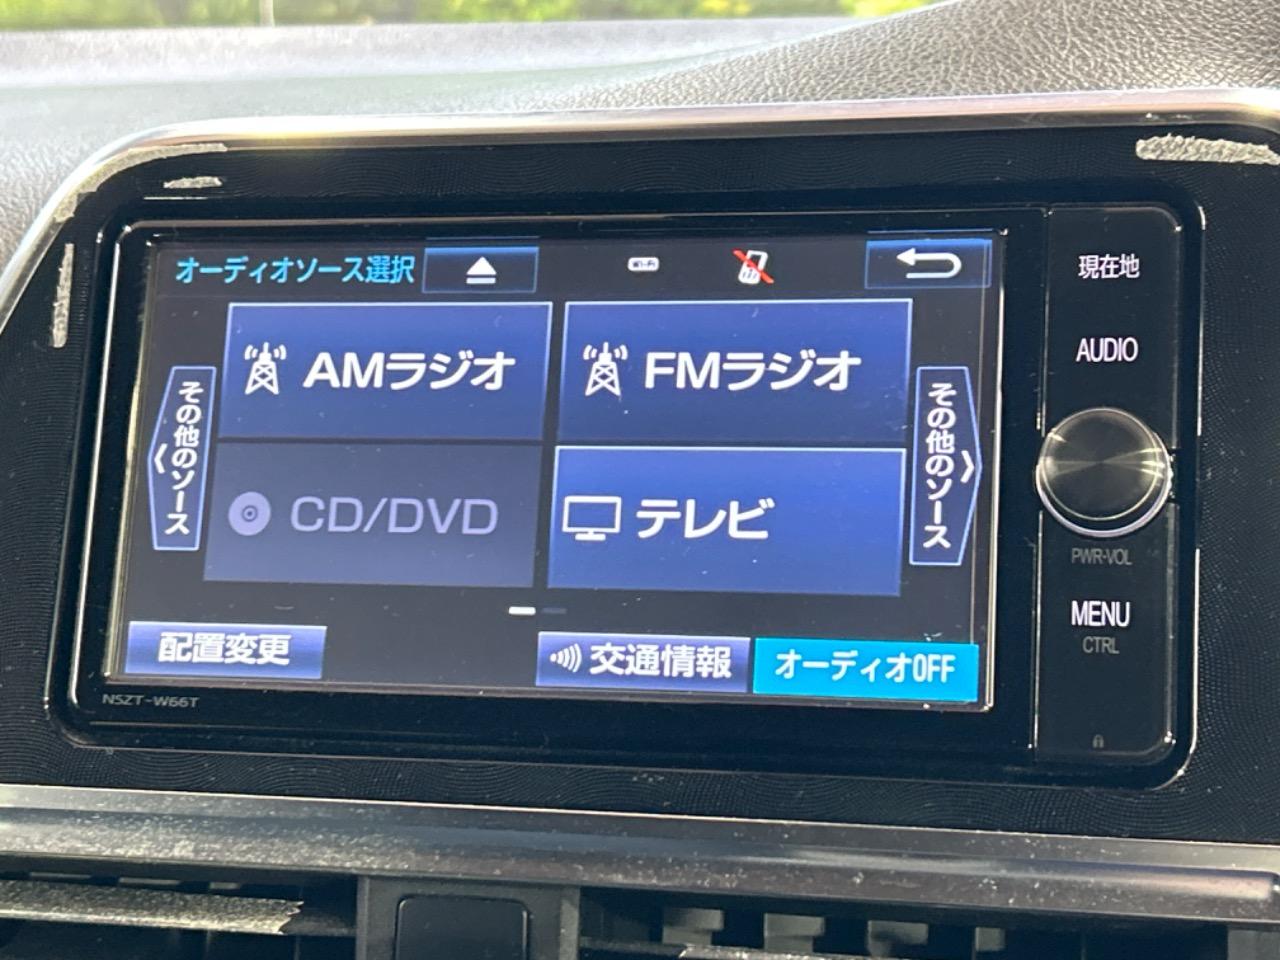 オーディオソース選択
Wi-Fi
現在地
AMラジオ
FMラジオ
AUDIO
その他のソース
その他のソース
CD/DVD
テレビ
PWR•VOL
配置変更
交通情報
オーディオOFF
MENU
CTRL
NSZT-W66T